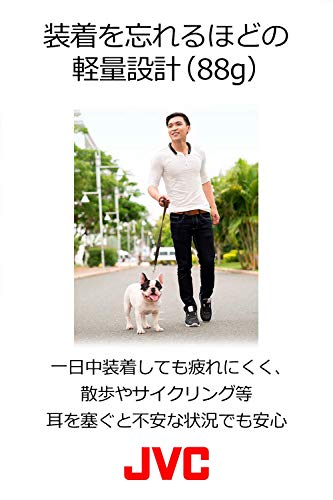 装着を忘れるほどの
軽量設計（88g）
一日中装着しても疲れにくく、
散歩やサイクリング等
耳を塞ぐと不安な状況でも安心
JVC